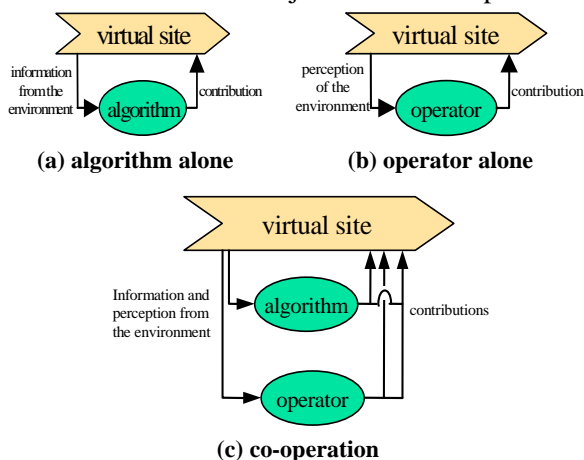 virtual site
information
from the
environment
algorithm
contribution
(a) algorithm alone
virtual site
perception
of the
environment
operator
contribution
(b) operator alone
virtual site
Information and
perception from
the environment
algorithm
contributions
operator
(c) co-operation